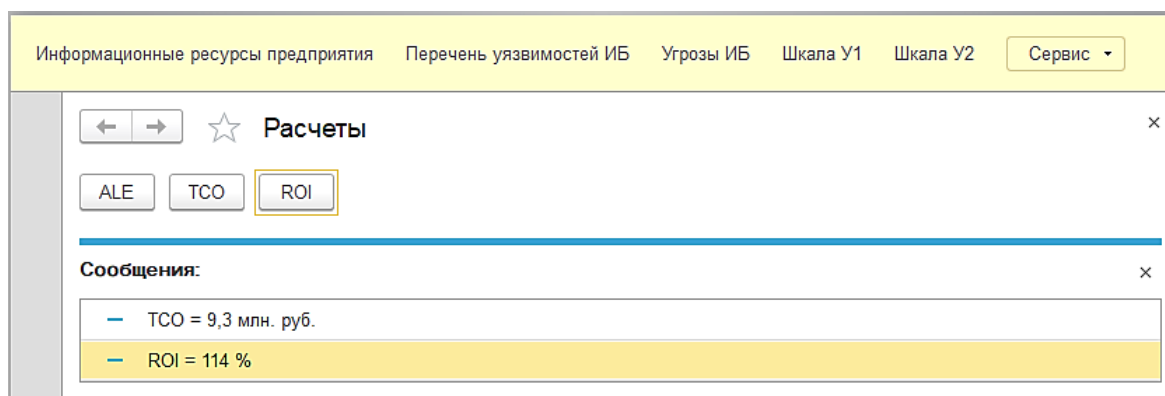 Информационные ресурсы предприятия Перечень уязвимостей ИБ Угрозы ИБ Шкала У1 Шкала У2 Сервис
Расчеты
ALE TCO ROI
Сообщения:
TCO = 9,3 млн. руб.
ROI = 114 %